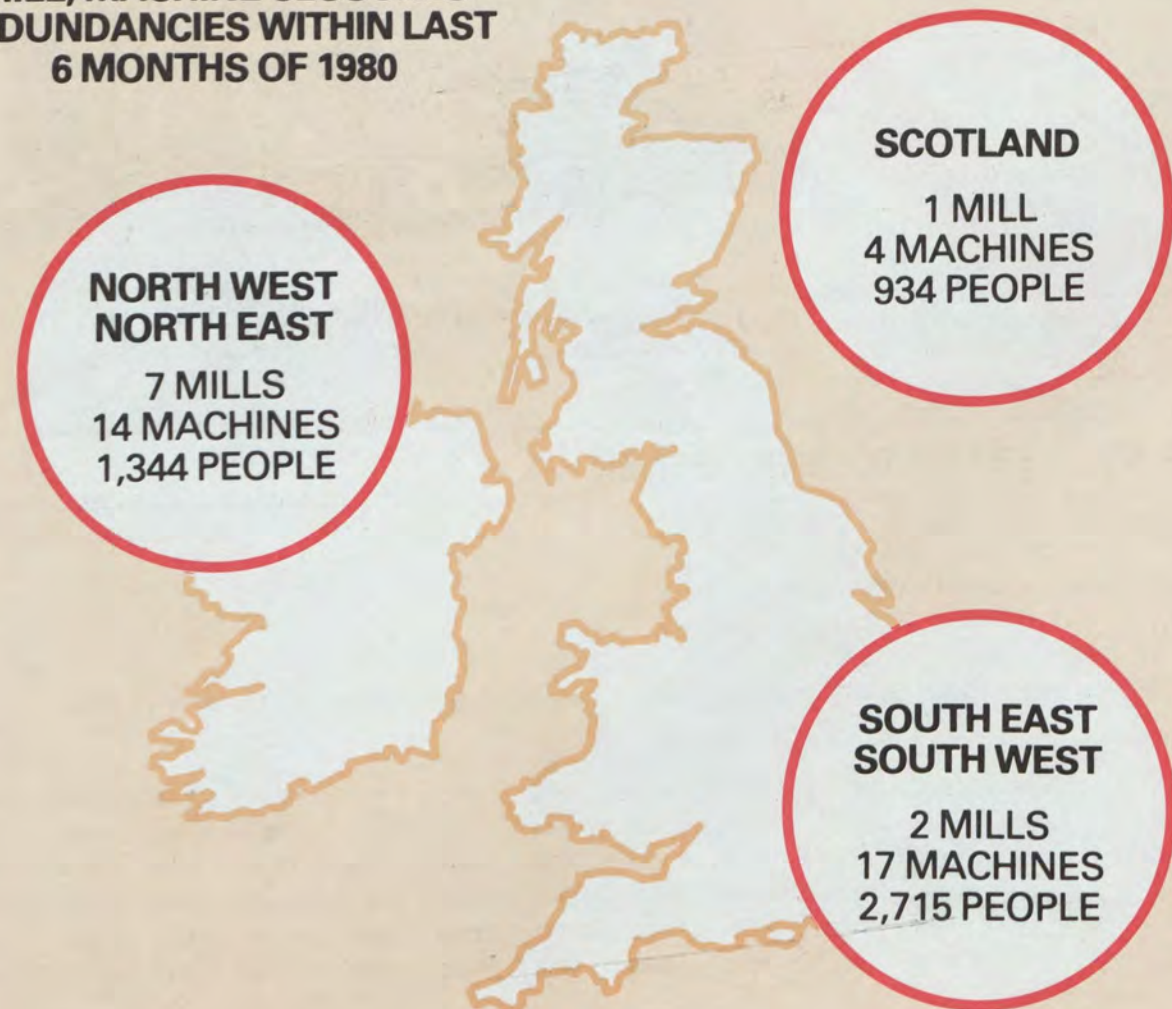 DUNDANCIES WITHIN LAST
6 MONTHS OF 1980
SCOTLAND
1 MILL
4 MACHINES
934 PEOPLE
NORTH WEST
NORTH EAST
7 MILLS
14 MACHINES
1,344 PEOPLE
SOUTH EAST
SOUTH WEST
2 MILLS
17 MACHINES
2,715 PEOPLE